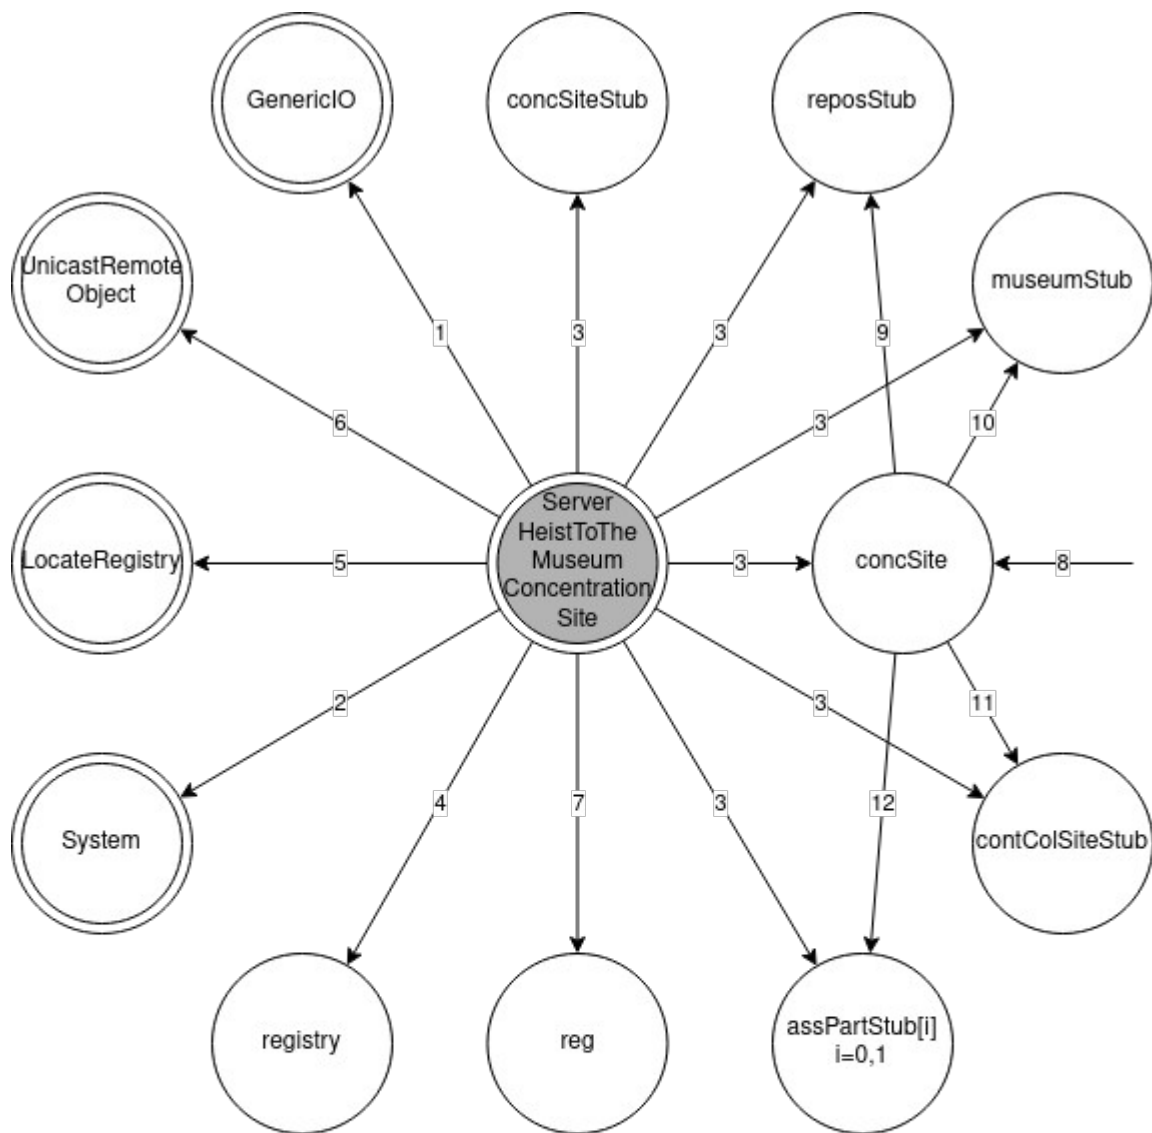 GenericIO
concSiteStub
reposStub
UnicastRemote
Object
museumStub
1
3
3
9
6
3
10
Server
HeistToThe
Museum
Concentration
Site
LocateRegistry
5
3
concSite
8
2
3
11
4
7
3
12
System
contColSiteStub
registry
reg
assPartStub[i]
i=0,1